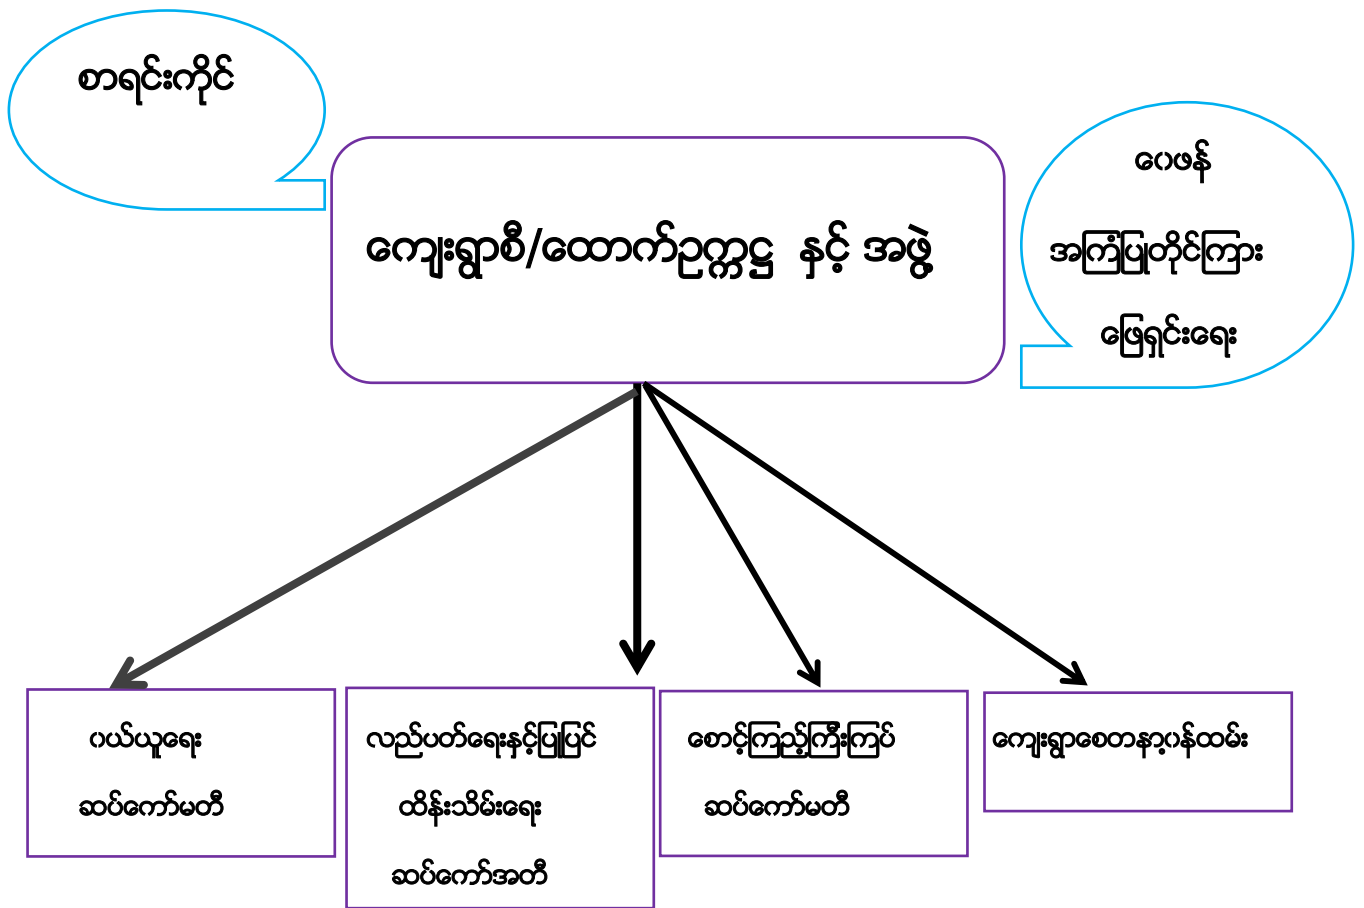 စာရင်းကိုင်
ဝေဖန်
အကြံပြုတိုင်ကြား
ဖြေရှင်းရေး
ကျေးရွာစီ/ထောက်ဥက္ကဋ္ဌ နှင့် အဖွဲ့
ဝယ်ယူရေး
ဆပ်ကော်မတီ
လည်ပတ်ရေးနှင့်ပြုပြင်
ထိန်းသိမ်းရေး
ဆပ်ကော်အတီ
စောင့်ကြည့်ကြီးကြပ်
ဆပ်ကော်မတီ
ကျေးရွာစေတနာ့ဝန်ထမ်း